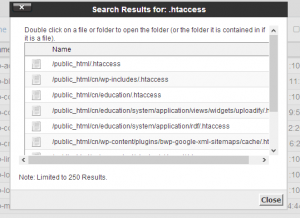 Search Results for: .htaccess
Double click on a file or folder to open the folder (or the folder it is contained in if
it is a file).
Name
/public_html/.htaccess
/public_html/cn/wp-includes/.htaccess
/public_html/cn/education/.htaccess
/public_html/cn/education/system/application/views/widgets/uploadify/.ht
/public_html/cn/education/system/application/rdf/.htaccess
/public_html/cn/wp-content/plugins/bwp-google-xml-sitemaps/cache/.ht
Note: Limited to 250 Results.
Close